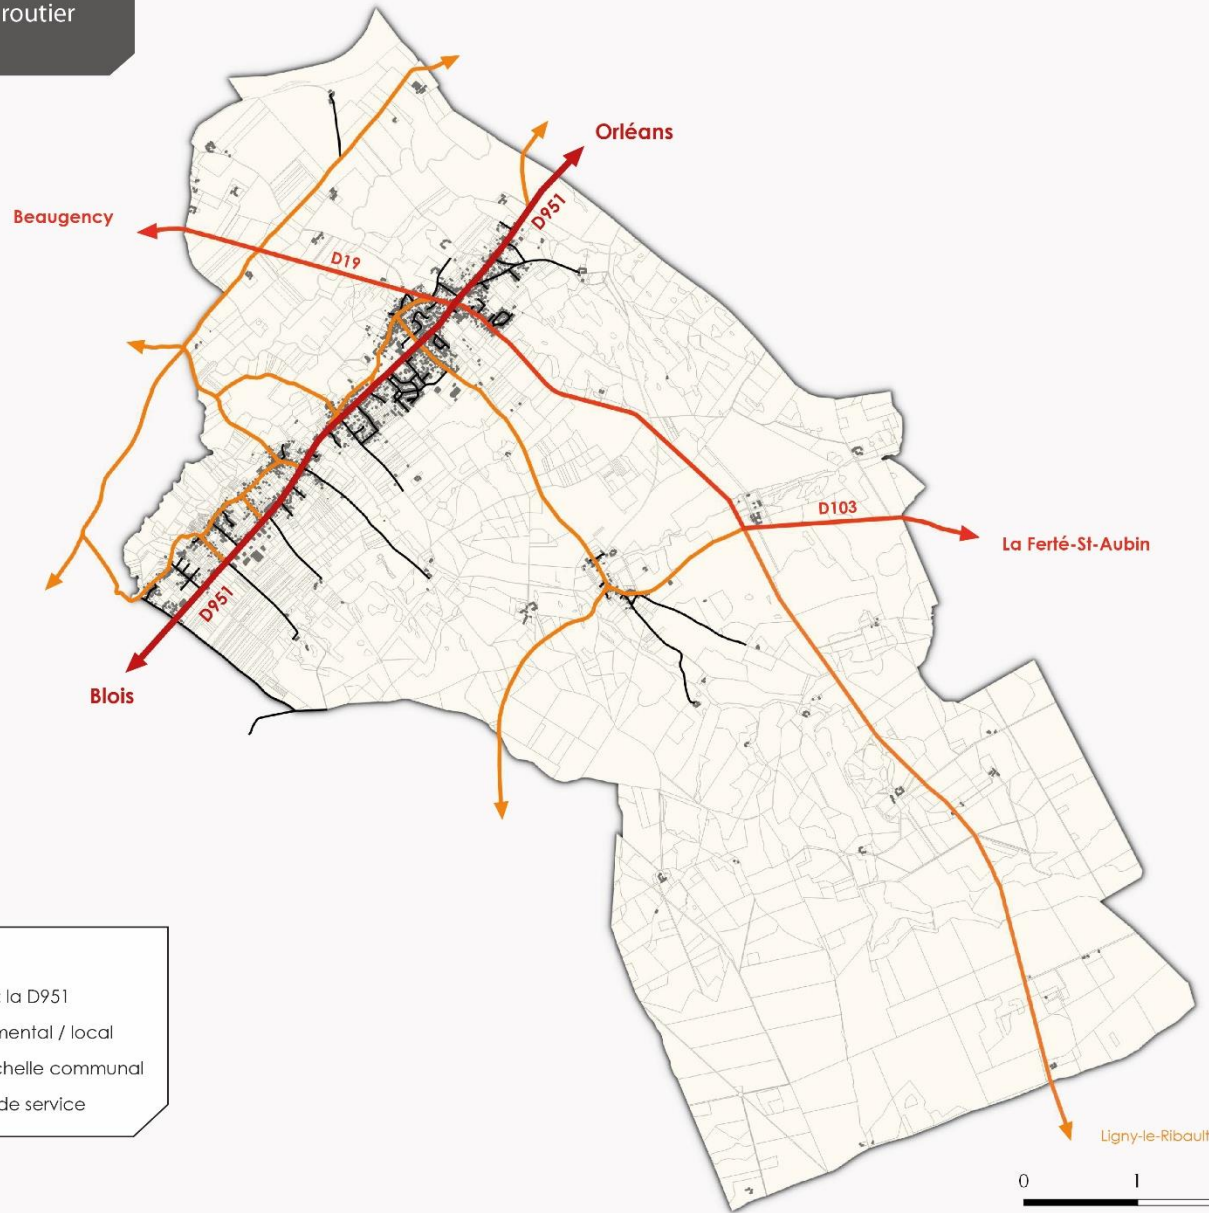 routier
Orléans
Beaugency
D951
D19
D103
La Ferté-St-Aubin
D951
Blois
: la D951
mental / local
chelle communal
de service
Ligny-le-Ribault
0 1